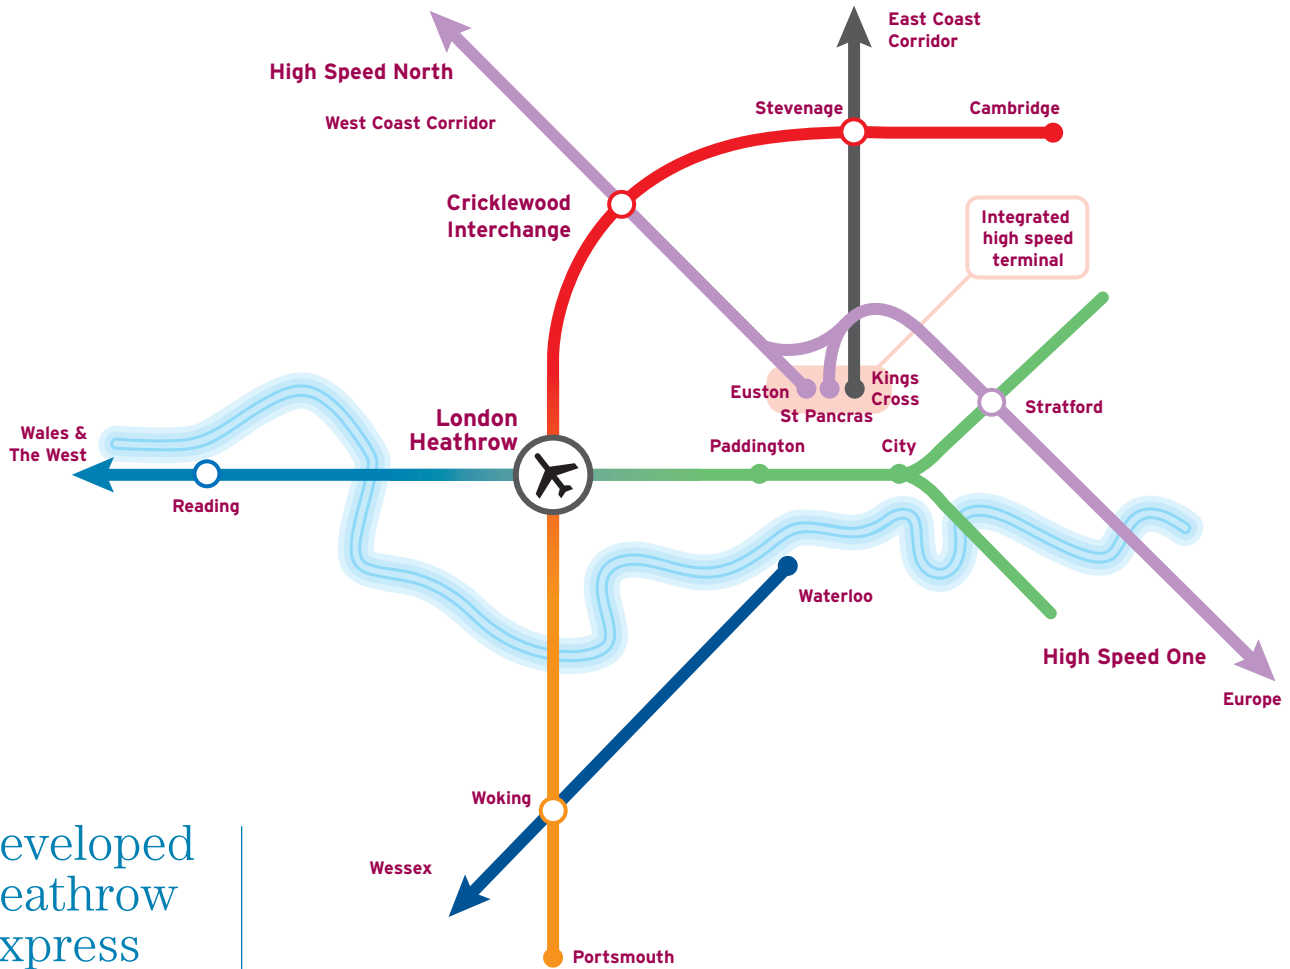 East Coast
Corridor
High Speed North
Stevenage
Cambridge
West Coast Corridor
Cricklewood
Interchange
Integrated
high speed
terminal
Euston
Kings
Cross
St Pancras
Stratford
London
Heathrow
Paddington
City
Wales &
The West
Reading
Waterloo
High Speed One
Europe
Woking
Wessex
Portsmouth
eveloped
eathrow
xpress